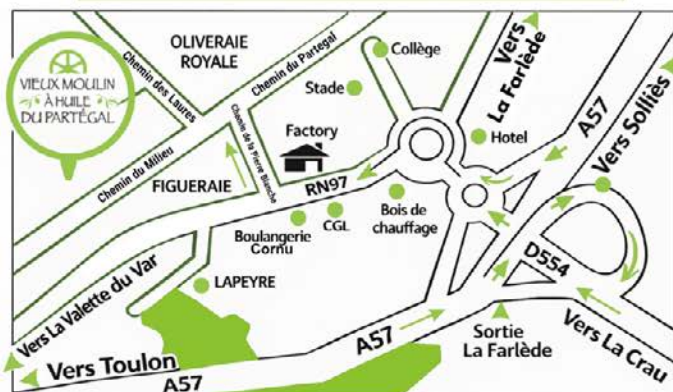 VIEUX MOULIN
À HUILE
DU PARTÉGAL
OLIVERAIE
ROYALE
Chemin des Laures
Chemin du Partegal
Collège
Stade
Vers
La Farlède
A57
Vers Solliès
Hotel
Factory
Chemin de la Pierre Blanche
Chemin du Milieu
FIGUERAIE
RN97
Boulangerie
Cornu
CGL
Bois de
chauffage
D554
LAPEYRE
Vers La Valette du Var
Vers Toulon
A57
A57
Sortie
La Farlède
Vers La Crau